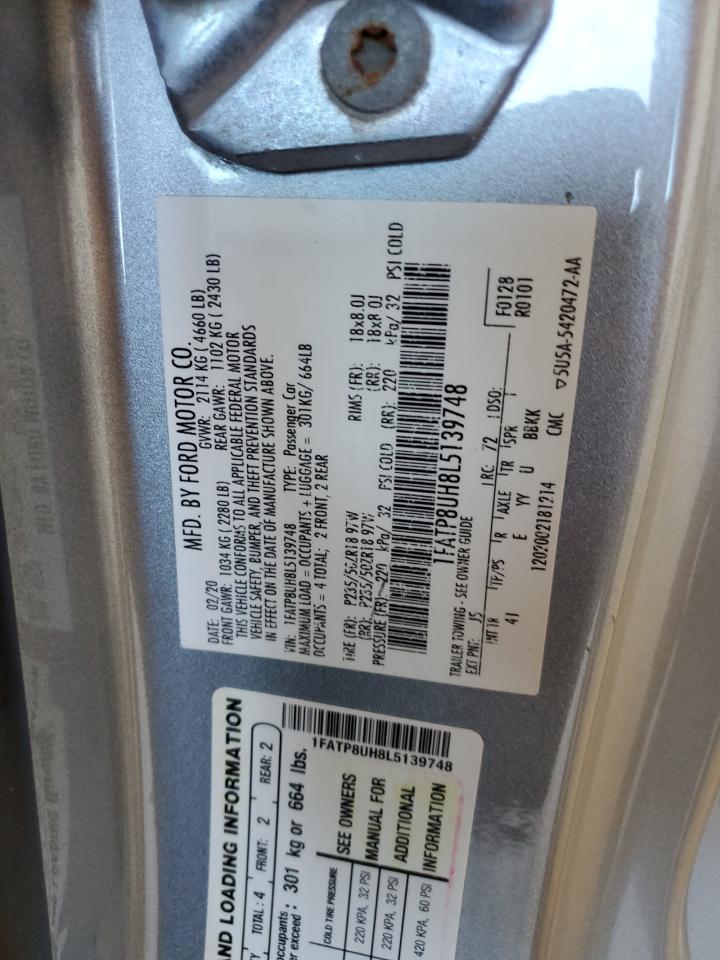 MFD. BY FORD MOTOR CO.
DATE: 02/20 GVWR: 2114 KG ( 4660 LB)
FRONT GAWR: 1034 KG ( 2280 LB) REAR GAWR: 1102 KG ( 2430 LB)
THIS VEHICLE CONFORMS TO ALL APPLICABLE FEDERAL MOTOR
VEHICLE SAFETY, BUMPER, AND THEFT PREVENTION STANDARDS
IN EFFECT ON THE DATE OF MANUFACTURE SHOWN ABOVE.
VIN: 1FATP8UH8L5139748 TYPE: Passenger Car
MAXIMUM LOAD = OCCUPANTS + LUGGAGE = 301KG/ 664LB
OCCUPANTS = 4 TOTAL; 2 FRONT, 2 REAR
TIRE (FR): P235/50ZR18 97W RIMS (FR): 18x8.0J
(RR): P235/50ZR18 97W (RR): 18x8.0J
PRESSURE (FR): 220 kPa/ 32 PSI COLD (RR): 220 kPa/ 32 PSI COLD
1FATP8UH8L5139748
TRAILER TOWING - SEE OWNER GUIDE
EXT PNT: JS RC: 72 DSO: F0128
R0101
INT TR TP/PS R AXLE TR SPR
41 E YY U BBKK
12020C2181214 CMC
▽5U5A-5420472-AA
AND LOADING INFORMATION
TOTAL: 4 FRONT: 2 REAR: 2
occupants
er exceed: 301 kg or 664 lbs.
COLD TIRE PRESSURE
220 KPA, 32 PSI
220 KPA, 32 PSI
420 KPA, 60 PSI
SEE OWNERS
MANUAL FOR
ADDITIONAL
INFORMATION
1FATP8UH8L5139748